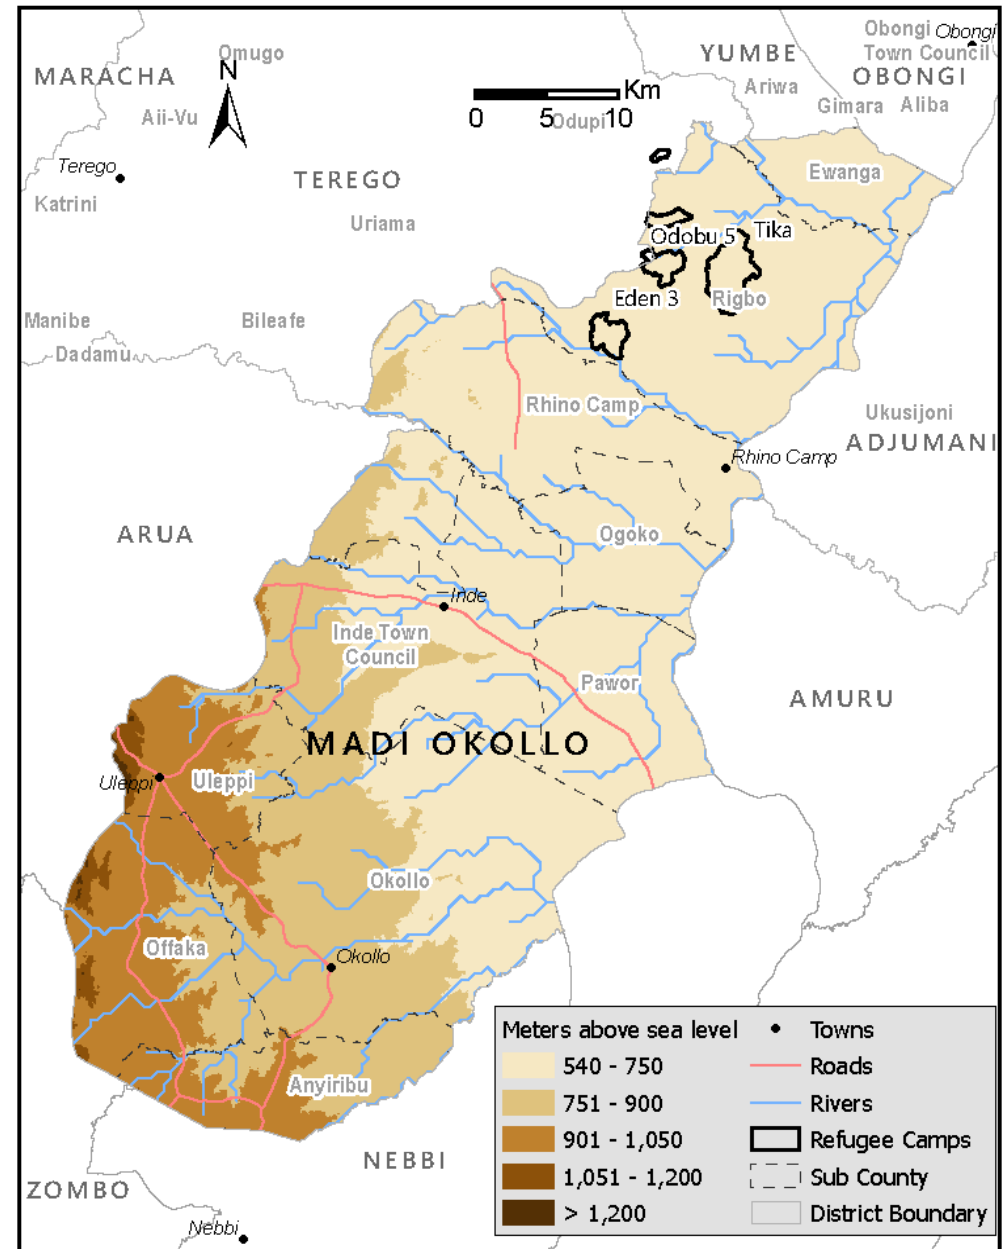 Omugo
N
MARACHA
Aii-Vu
Terego
Katrini
TEREGO
Uriama
Km
0 5 10
Odupi
YUMBE
Ariwa
Obongi
Town Council
Obongi
OBONGI
Gimara
Aliba
Ewanga
Odobu 5
Tika
Eden 3
Rigbo
Manibe
Dadamu
Bileafe
Rhino Camp
Ukusijoni
ADJUMANI
Rhino Camp
ARUA
Ogoko
Inde
Inde Town
Council
Pawor
AMURU
MADI OKOLLO
Uleppi
Uleppi
Okollo
Offaka
Okollo
Anyiribu
NEBBI
ZOMBO
Nebbi
Meters above sea level
540 - 750
751 - 900
901 - 1,050
1,051 - 1,200
> 1,200
Towns
Roads
Rivers
Refugee Camps
Sub County
District Boundary